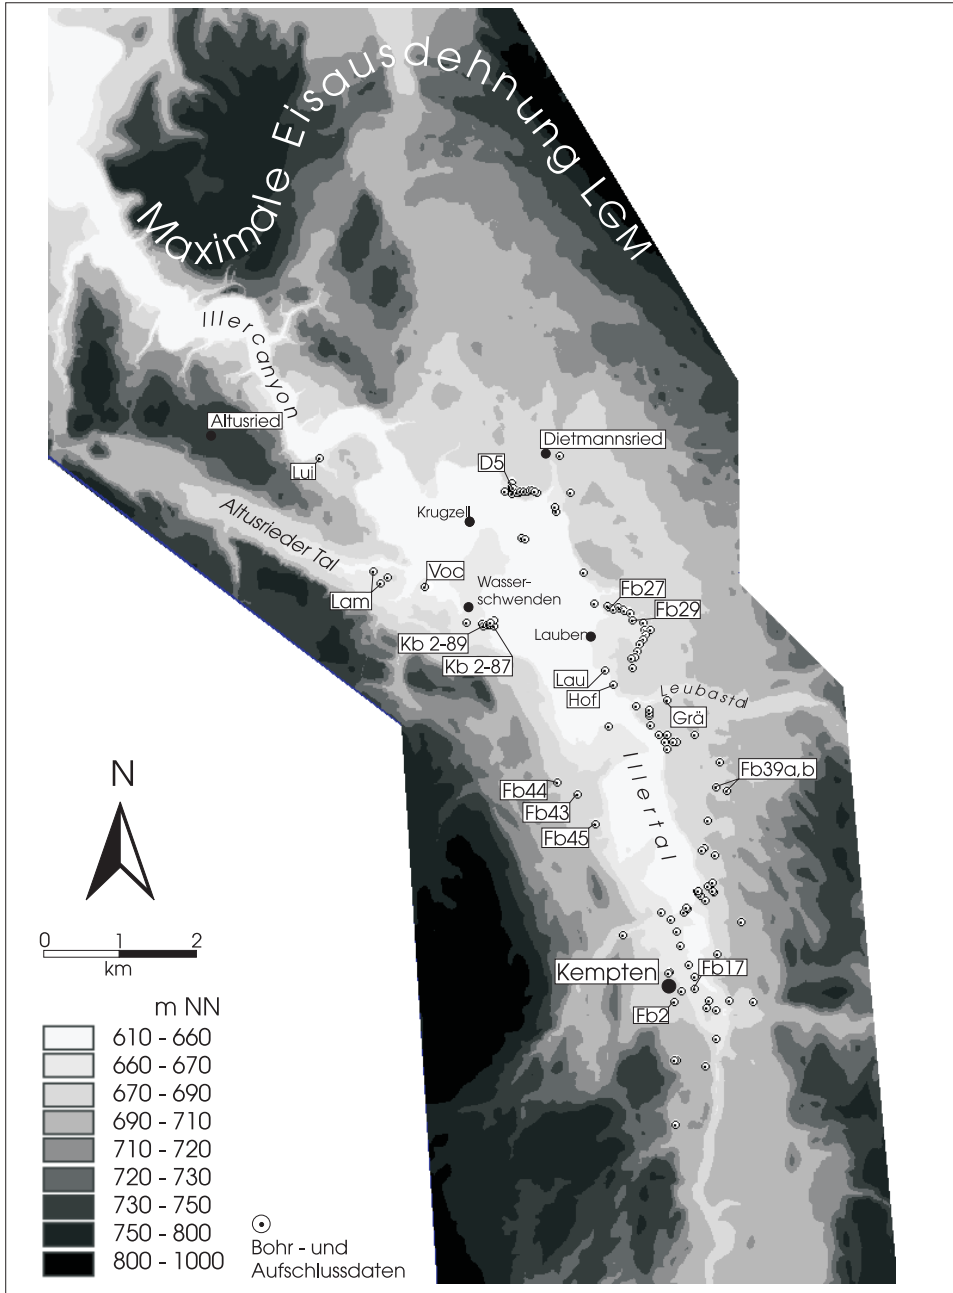 Maximale Eisausdehnung LGM
Illercanyon
Altusried
Lui
Dietmannsried
D5
Krugzell
Altusrieder Tal
Voc
Lam
Wasser-
schwenden
Fb27
Fb29
Kb 2-89
Kb 2-87
Lauben
Lau
Hof
Leubastal
Grä
Illertal
Fb39a,b
Fb44
Fb43
Fb45
N
0 1 2
km
Kempten
Fb17
Fb2
m NN
610 - 660
660 - 670
670 - 690
690 - 710
710 - 720
720 - 730
730 - 750
750 - 800
800 - 1000
Bohr - und
Aufschlussdaten